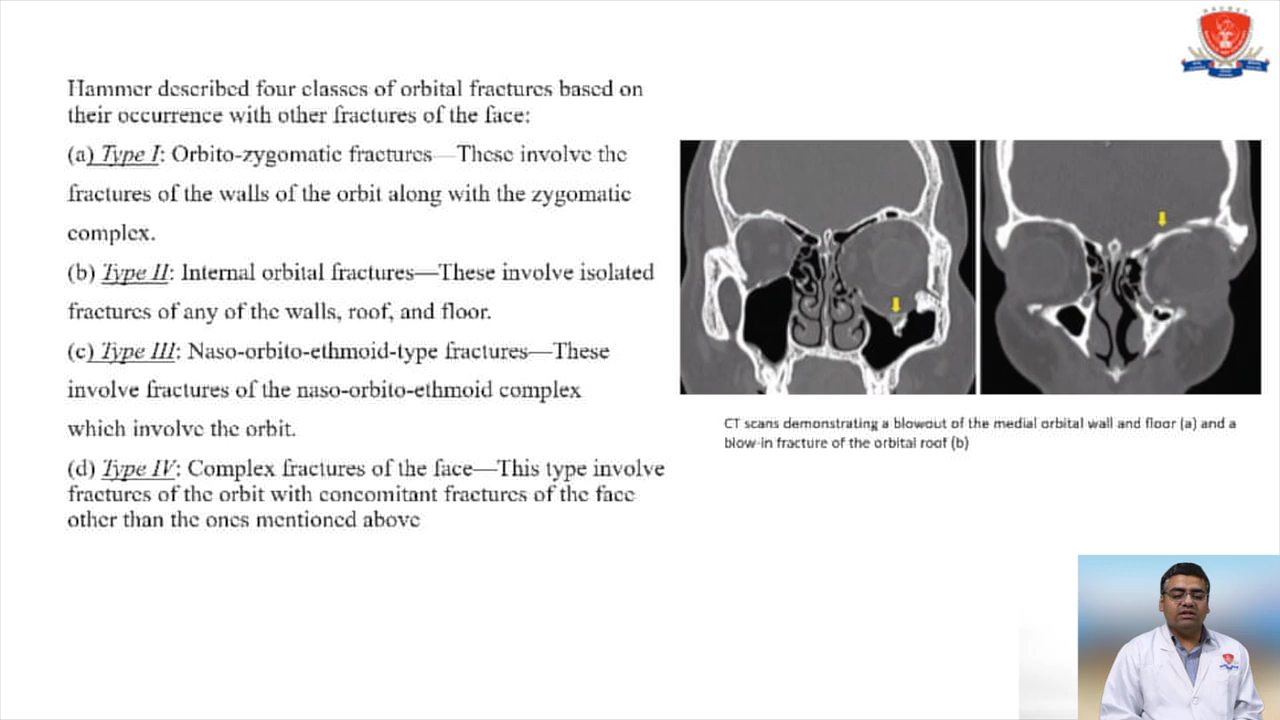 Hammer described four classes of orbital fractures based on
their occurrence with other fractures of the face:
(a) Type I: Orbito-zygomatic fractures—These involve the
fractures of the walls of the orbit along with the zygomatic
complex.
(b) Type II: Internal orbital fractures—These involve isolated
fractures of any of the walls, roof, and floor.
(c) Type III: Naso-orbito-ethmoid-type fractures—These
involve fractures of the naso-orbito-ethmoid complex
which involve the orbit.
(d) Type IV: Complex fractures of the face—This type involve
fractures of the orbit with concomitant fractures of the face
other than the ones mentioned above
CT scans demonstrating a blowout of the medial orbital wall and floor (a) and a
blow-in fracture of the orbital roof (b)